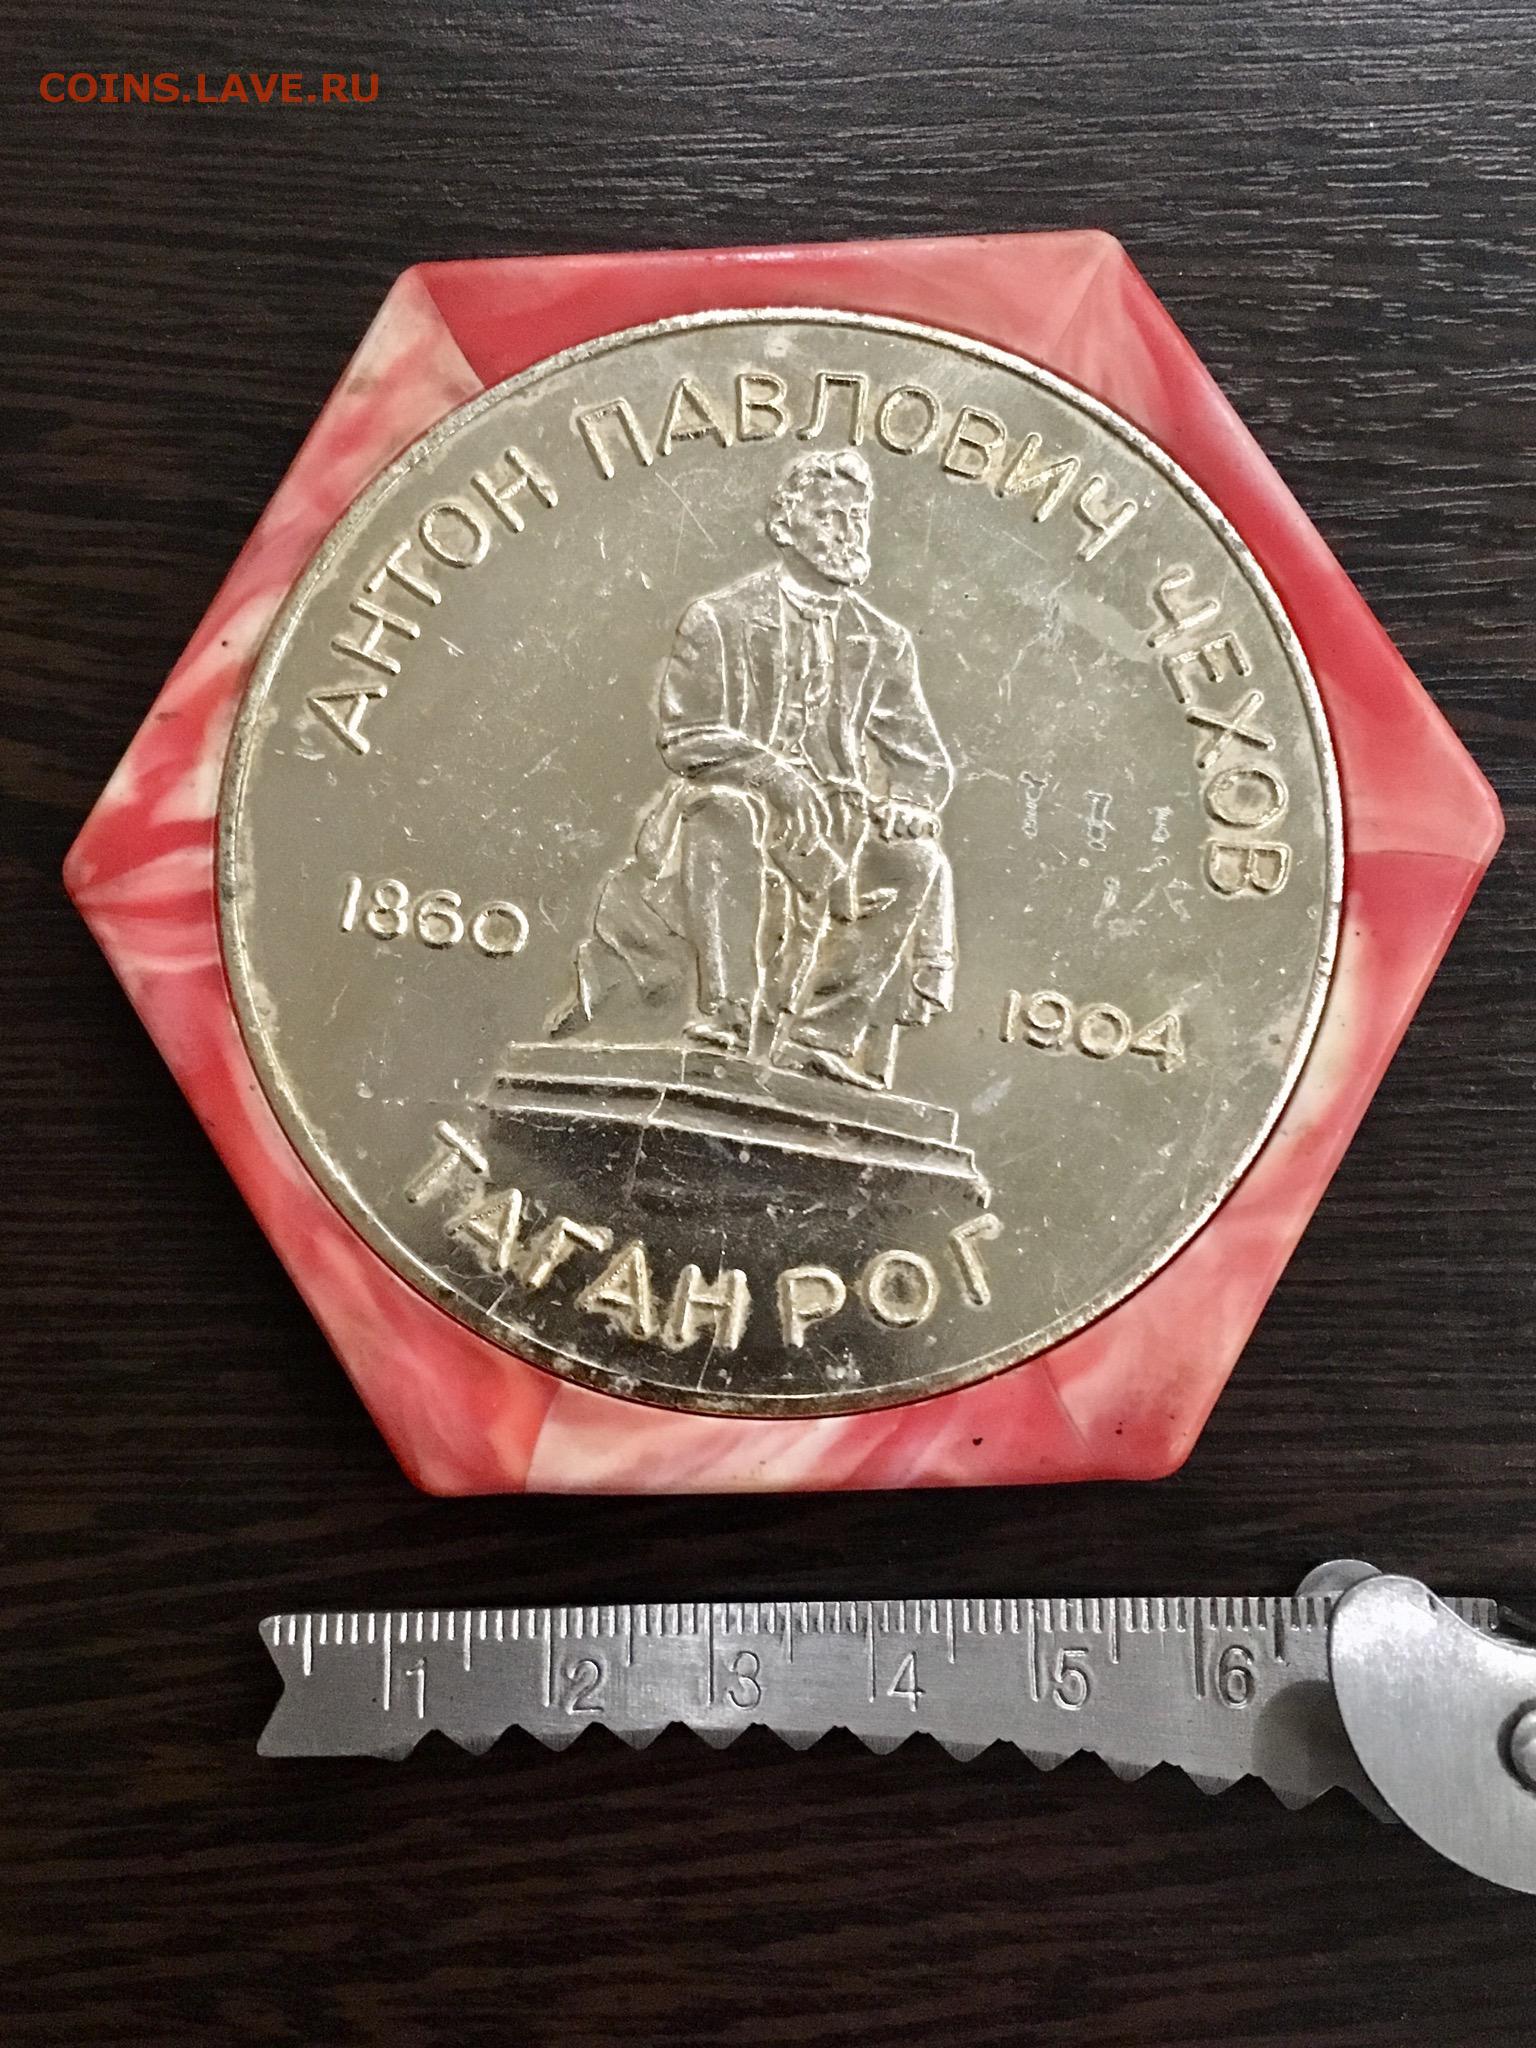 COINS.LAVE.RU
АНТОН ПАВЛОВИЧ ЧЕХОВ
1860
1904
ТАГАНРОГ
1 2 3 4 5 6